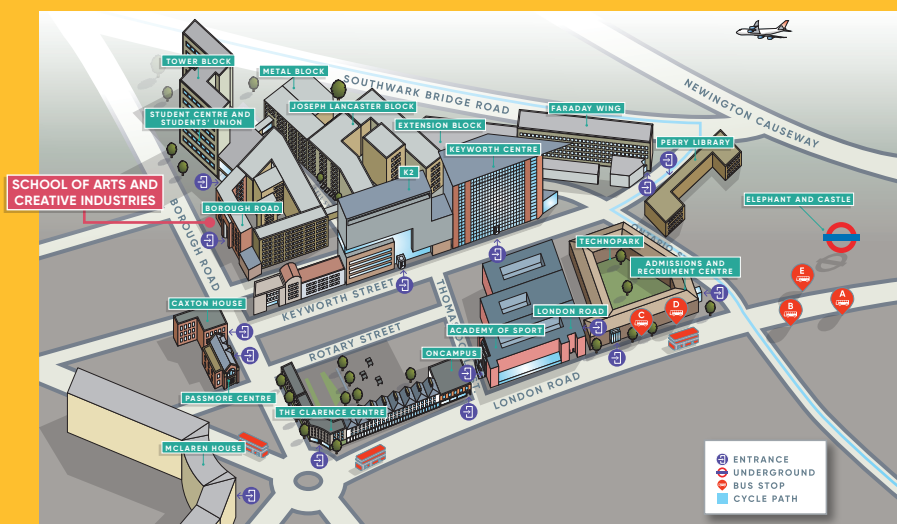 TOWER BLOCK
METAL BLOCK
SOUTHWARK BRIDGE ROAD
NEWINGTON CAUSEWAY
STUDENT CENTRE AND
STUDENTS' UNION
JOSEPH LANCASTER BLOCK
EXTENSION BLOCK
FARADAY WING
KEYWORTH CENTRE
PERRY LIBRARY
K2
SCHOOL OF ARTS AND
CREATIVE INDUSTRIES
BOROUGH ROAD
BOROUGH ROAD
ELEPHANT AND CASTLE
TECHNOPARK
ADMISSIONS AND
RECRUIMENT CENTRE
E
A
B
C
D
CAXTON HOUSE
KEYWORTH STREET
LONDON ROAD
ROTARY STREET
ACADEMY OF SPORT
ONCAMPUS
LONDON ROAD
PASSMORE CENTRE
THE CLARENCE CENTRE
MCLAREN HOUSE
ENTRANCE
UNDERGROUND
BUS STOP
CYCLE PATH